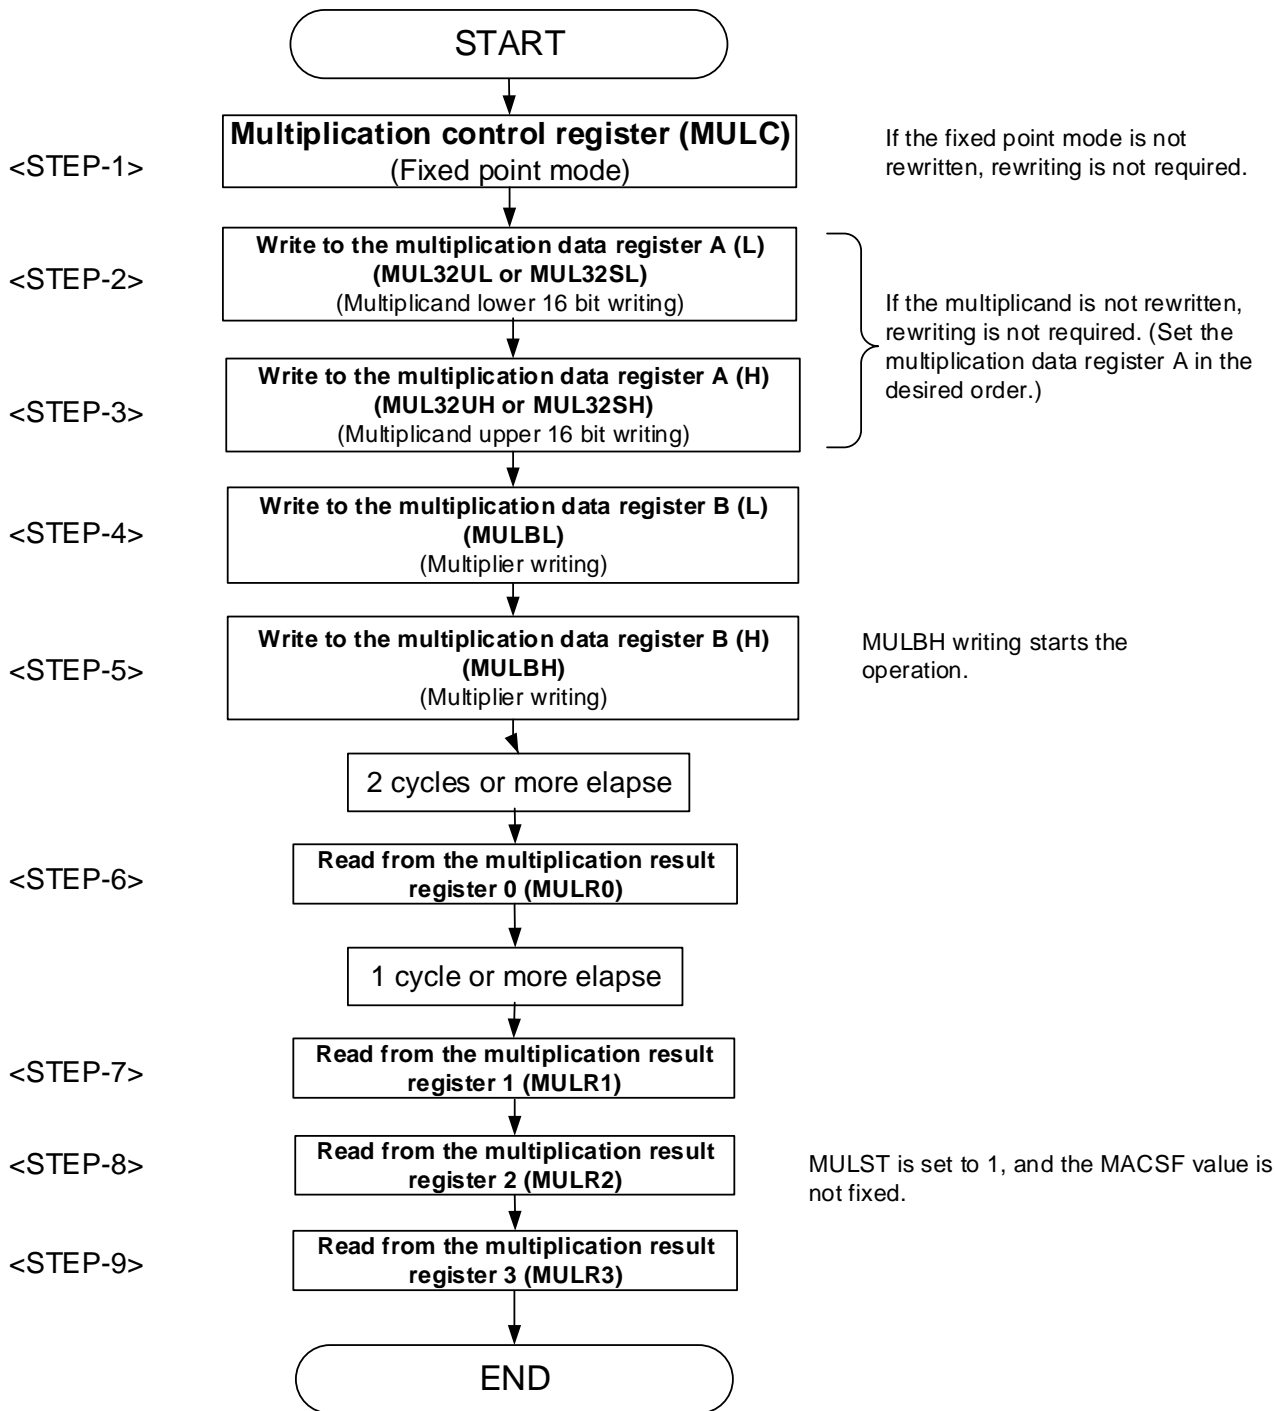 START
<STEP-1>
Multiplication control register (MULC)
(Fixed point mode)
If the fixed point mode is not
rewritten, rewriting is not required.
<STEP-2>
Write to the multiplication data register A (L)
(MUL32UL or MUL32SL)
(Multiplicand lower 16 bit writing)
<STEP-3>
Write to the multiplication data register A (H)
(MUL32UH or MUL32SH)
(Multiplicand upper 16 bit writing)
If the multiplicand is not rewritten,
rewriting is not required. (Set the
multiplication data register A in the
desired order.)
<STEP-4>
Write to the multiplication data register B (L)
(MULBL)
(Multiplier writing)
<STEP-5>
Write to the multiplication data register B (H)
(MULBH)
(Multiplier writing)
MULBH writing starts the
operation.
2 cycles or more elapse
<STEP-6>
Read from the multiplication result
register 0 (MULR0)
1 cycle or more elapse
<STEP-7>
Read from the multiplication result
register 1 (MULR1)
<STEP-8>
Read from the multiplication result
register 2 (MULR2)
MULST is set to 1, and the MACSF value is
not fixed.
<STEP-9>
Read from the multiplication result
register 3 (MULR3)
END